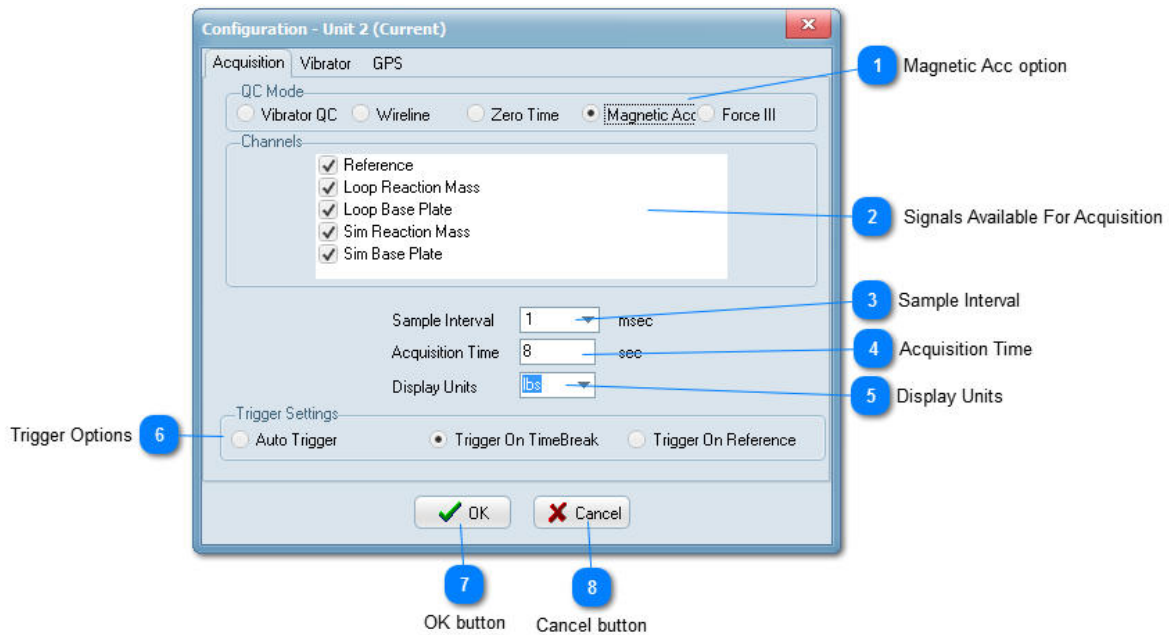 Configuration - Unit 2 (Current)
Acquisition Vibrator GPS
QC Mode
Vibrator QC Wireline Zero Time Magnetic Acc Force III
1 Magnetic Acc option
Channels
Reference
Loop Reaction Mass
Loop Base Plate
Sim Reaction Mass
Sim Base Plate
2 Signals Available For Acquisition
Sample Interval 1 msec
3 Sample Interval
Acquisition Time 8 sec
4 Acquisition Time
Display Units lbs
5 Display Units
Trigger Settings
Trigger Options 6
Auto Trigger Trigger On TimeBreak Trigger On Reference
OK Cancel
7 8
OK button Cancel button